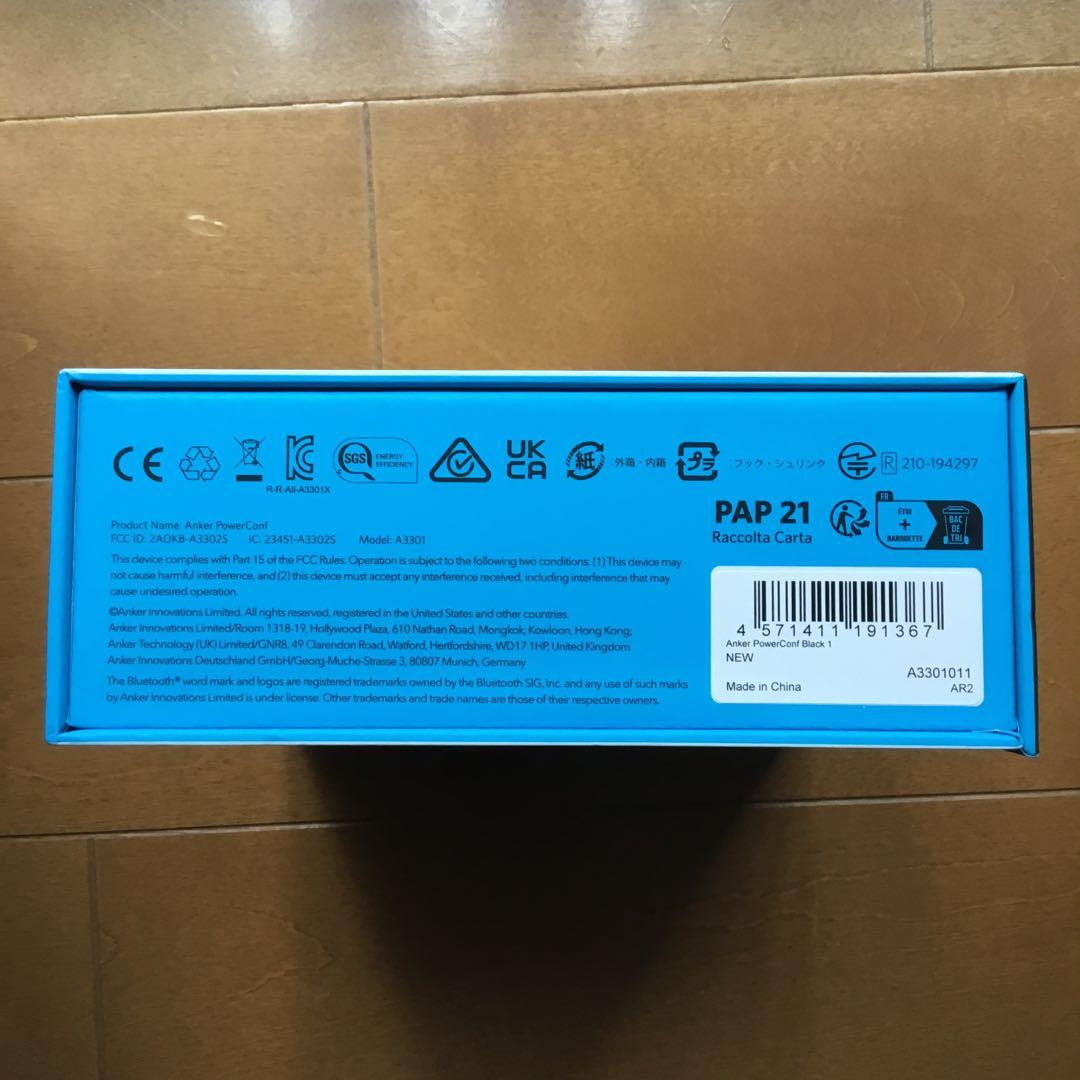 CE
SGS ENERGY EFFICIENCY
UK CA
紙 :外箱・内箱
プラ :フック・シュリンク
R 210-194297
R-R-AII-A3301X
PAP 21
Raccolta Carta
FR
ÉTUI
+
BARQUETTE
BAC
DE
TRI
Product Name: Anker PowerConf
FCC ID: 2AOKB-A3302S IC: 23451-A3302S Model: A3301
This device complies with Part 15 of the FCC Rules. Operation is subject to the following two conditions: (1) This device may
not cause harmful interference, and (2) this device must accept any interference received, including interference that may
cause undesired operation.
©Anker Innovations Limited. All rights reserved, registered in the United States and other countries.
Anker Innovations Limited/Room 1318-19, Hollywood Plaza, 610 Nathan Road, Mongkok, Kowloon, Hong Kong;
Anker Technology (UK) Limited/GNR8, 49 Clarendon Road, Watford, Hertfordshire, WD17 1HP, United Kingdom
Anker Innovations Deutschland GmbH/Georg-Muche-Strasse 3, 80807 Munich, Germany
The Bluetooth® word mark and logos are registered trademarks owned by the Bluetooth SIG, Inc. and any use of such marks
by Anker Innovations Limited is under license. Other trademarks and trade names are those of their respective owners.
4 571411 191367
Anker PowerConf Black 1
NEW
A3301011
Made in China
AR2